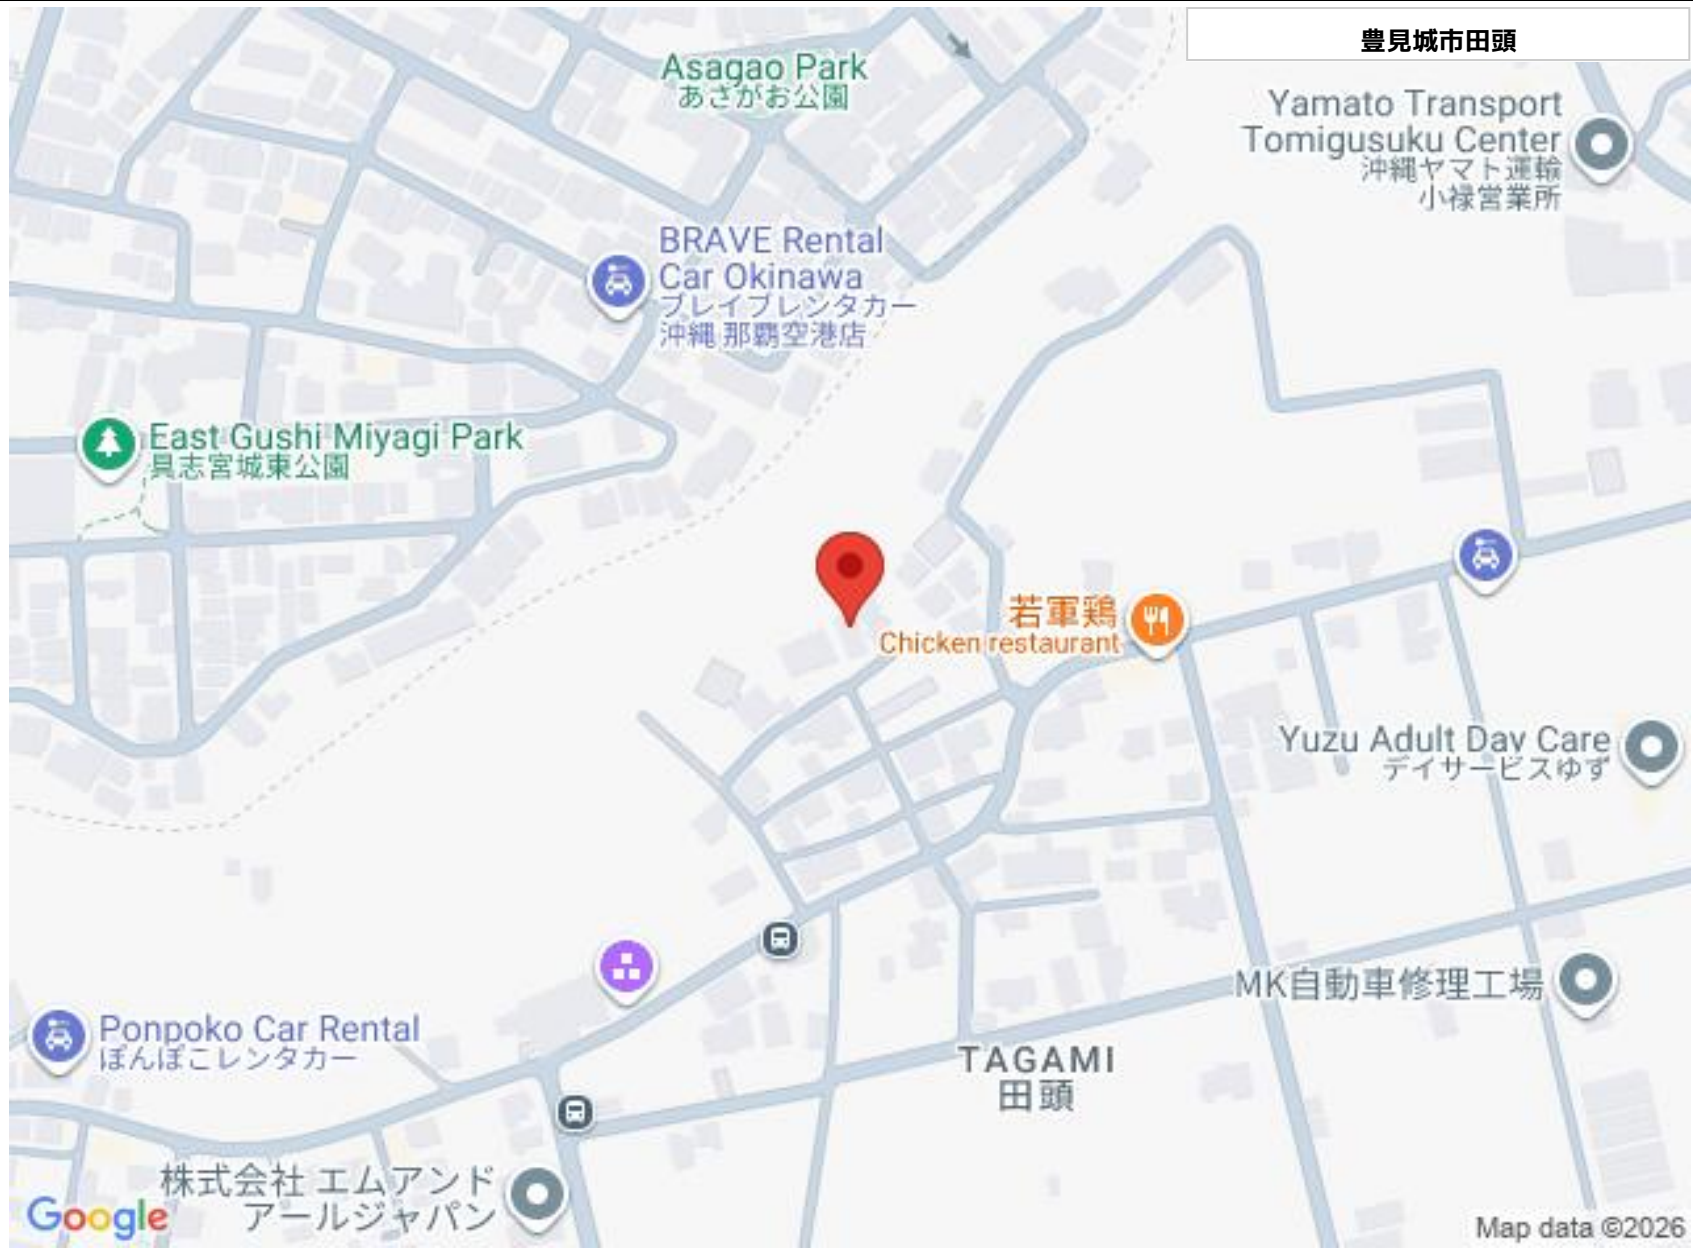 豊見城市田頭
Asagao Park
あさがお公園
Yamato Transport
Tomigusuku Center
沖縄ヤマト運輸
小禄営業所
BRAVE Rental
Car Okinawa
ブレイブレンタカー
沖縄 那覇空港店
East Gushi Miyagi Park
具志宮城東公園
若軍鶏
Chicken restaurant
Yuzu Adult Day Care
デイサービスゆず
MK自動車修理工場
Ponpoko Car Rental
ぽんぽこレンタカー
TAGAMI
田頭
株式会社 エムアンド
アールジャパン
Google
Map data ©2026